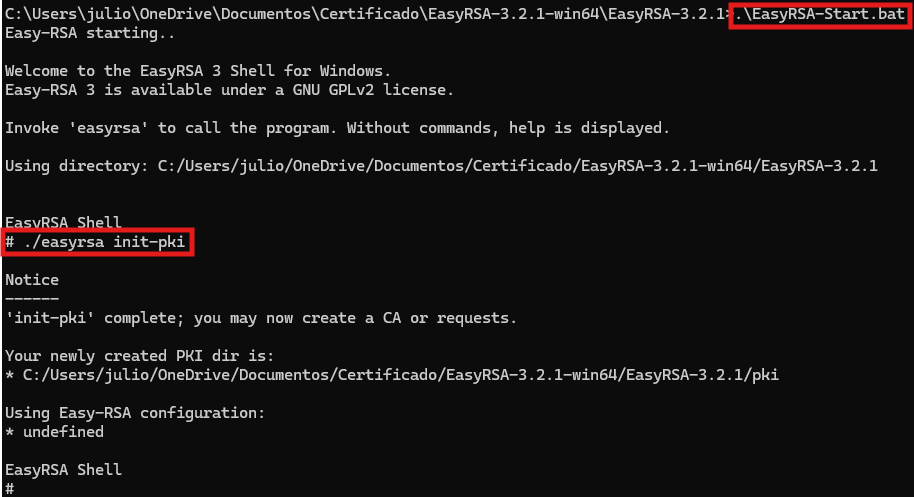 C:\Users\julio\OneDrive\Documentos\Certificado\EasyRSA-3.2.1-win64\EasyRSA-3.2.1>.\EasyRSA-Start.bat
Easy-RSA starting..
Welcome to the EasyRSA 3 Shell for Windows.
Easy-RSA 3 is available under a GNU GPLv2 license.
Invoke 'easyrsa' to call the program. Without commands, help is displayed.
Using directory: C:/Users/julio/OneDrive/Documentos/Certificado/EasyRSA-3.2.1-win64/EasyRSA-3.2.1
EasyRSA Shell
# ./easyrsa init-pki
Notice
------
'init-pki' complete; you may now create a CA or requests.
Your newly created PKI dir is:
* C:/Users/julio/OneDrive/Documentos/Certificado/EasyRSA-3.2.1-win64/EasyRSA-3.2.1/pki
Using Easy-RSA configuration:
* undefined
EasyRSA Shell
#